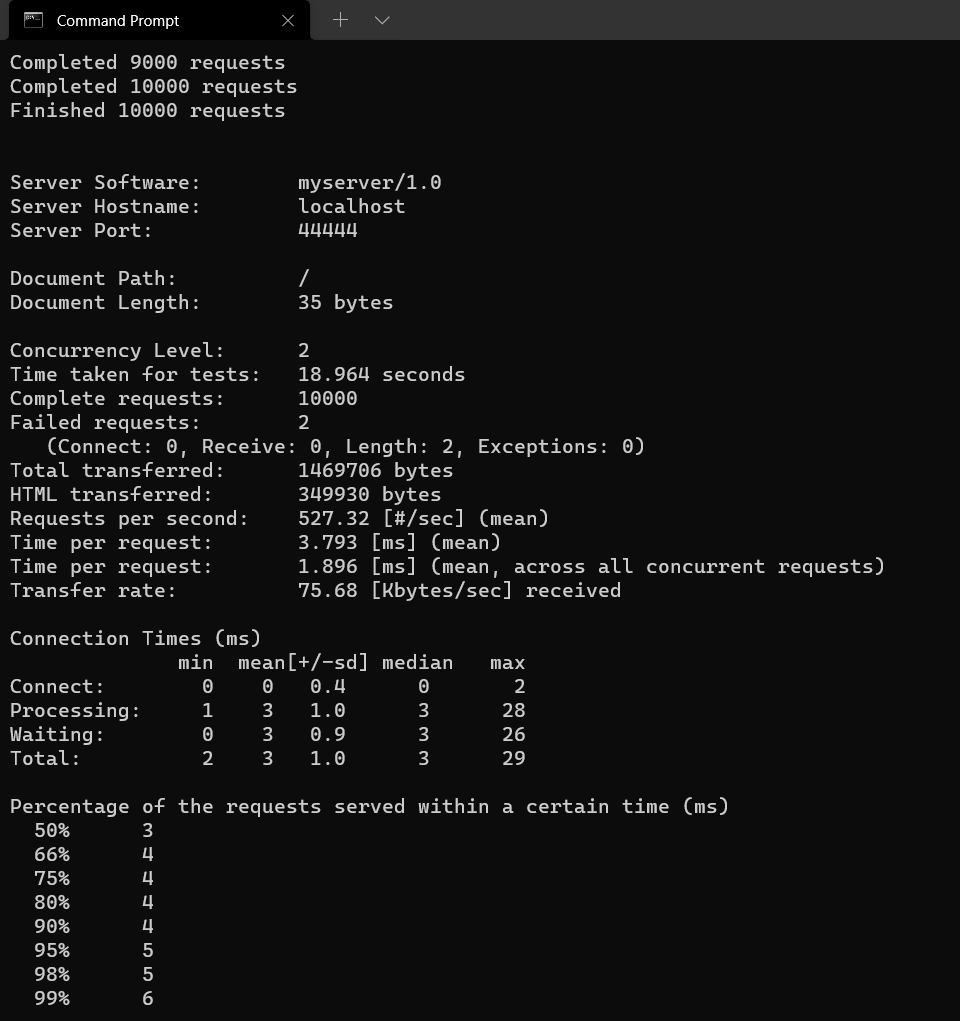 Command Prompt
Completed 9000 requests
Completed 10000 requests
Finished 10000 requests
Server Software:        myserver/1.0
Server Hostname:        localhost
Server Port:            44444
Document Path:          /
Document Length:        35 bytes
Concurrency Level:      2
Time taken for tests:   18.964 seconds
Complete requests:      10000
Failed requests:        2
   (Connect: 0, Receive: 0, Length: 2, Exceptions: 0)
Total transferred:      1469706 bytes
HTML transferred:       349930 bytes
Requests per second:    527.32 [#/sec] (mean)
Time per request:       3.793 [ms] (mean)
Time per request:       1.896 [ms] (mean, across all concurrent requests)
Transfer rate:          75.68 [Kbytes/sec] received
Connection Times (ms)
              min  mean[+/-sd] median   max
Connect:        0    0   0.4      0       2
Processing:     1    3   1.0      3      28
Waiting:        0    3   0.9      3      26
Total:          2    3   1.0      3      29
Percentage of the requests served within a certain time (ms)
  50%      3
  66%      4
  75%      4
  80%      4
  90%      4
  95%      5
  98%      5
  99%      6